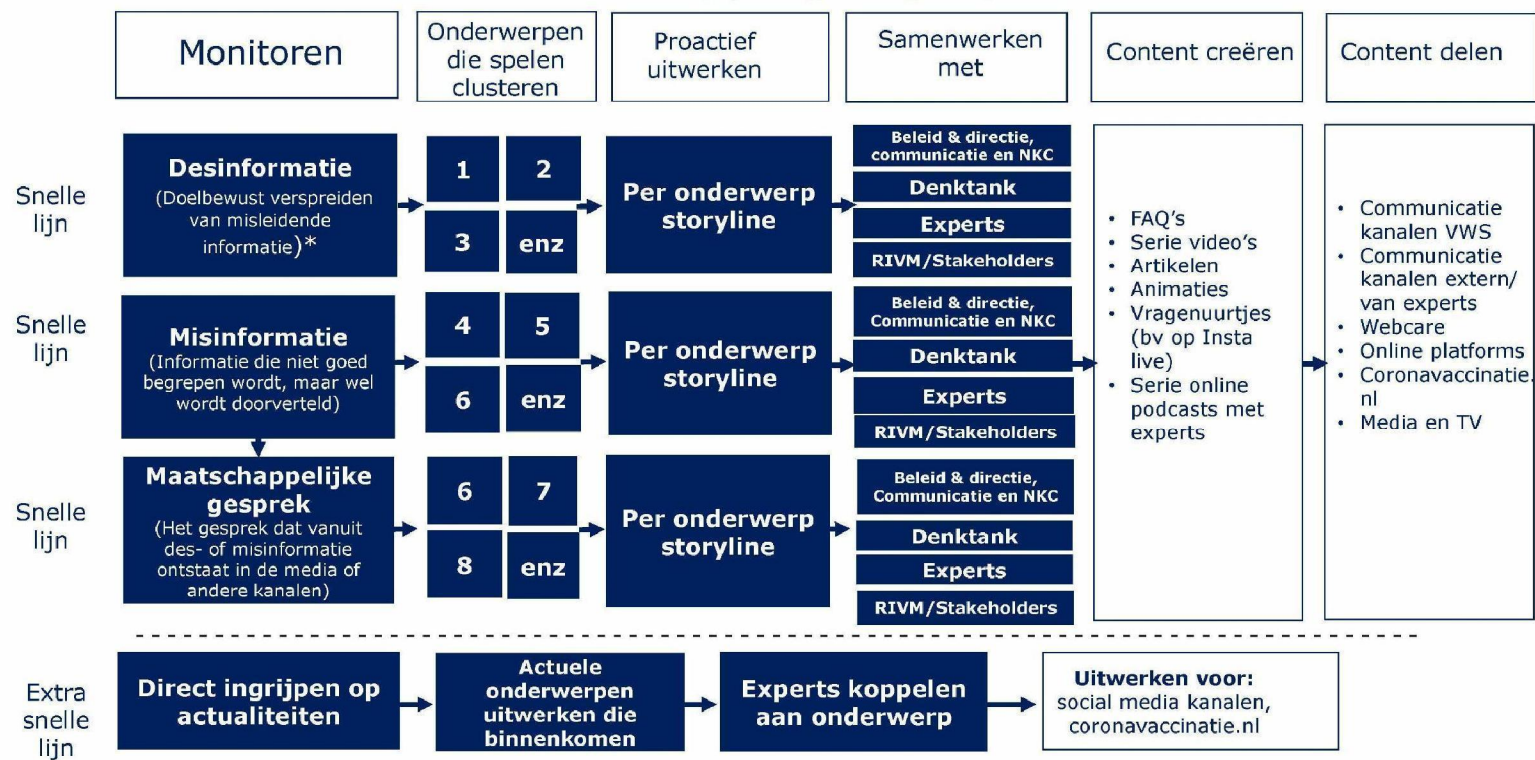 Monitoren
Onderwerpen
die spelen
clusteren
Proactief
uitwerken
Samenwerken
met
Content creëren
Content delen
Snelle
lijn
Desinformatie
(Doelbewust verspreiden
van misleidende
informatie)*
1
2
3
enz
Per onderwerp
storyline
Beleid & directie,
communicatie en NKC
Denktank
Experts
RIVM/Stakeholders
Snelle
lijn
Misinformatie
(Informatie die niet goed
begrepen wordt, maar wel
wordt doorverteld)
4
5
6
enz
Per onderwerp
storyline
Beleid & directie,
Communicatie en NKC
Denktank
Experts
RIVM/Stakeholders
Snelle
lijn
Maatschappelijke
gesprek
(Het gesprek dat vanuit
des- of misinformatie
ontstaat in de media of
andere kanalen)
6
7
8
enz
Per onderwerp
storyline
Beleid & directie,
Communicatie en NKC
Denktank
Experts
RIVM/Stakeholders
• FAQ's
• Serie video's
• Artikelen
• Animaties
• Vragenuurtjes
(bv op Insta
live)
• Serie online
podcasts met
experts
• Communicatie
kanalen VWS
• Communicatie
kanalen extern/
van experts
• Webcare
• Online platforms
• Coronavaccinatie.
nl
• Media en TV
Extra
snelle
lijn
Direct ingrijpen op
actualiteiten
Actuele
onderwerpen
uitwerken die
binnenkomen
Experts koppelen
aan onderwerp
Uitwerken voor:
social media kanalen,
coronavaccinatie.nl